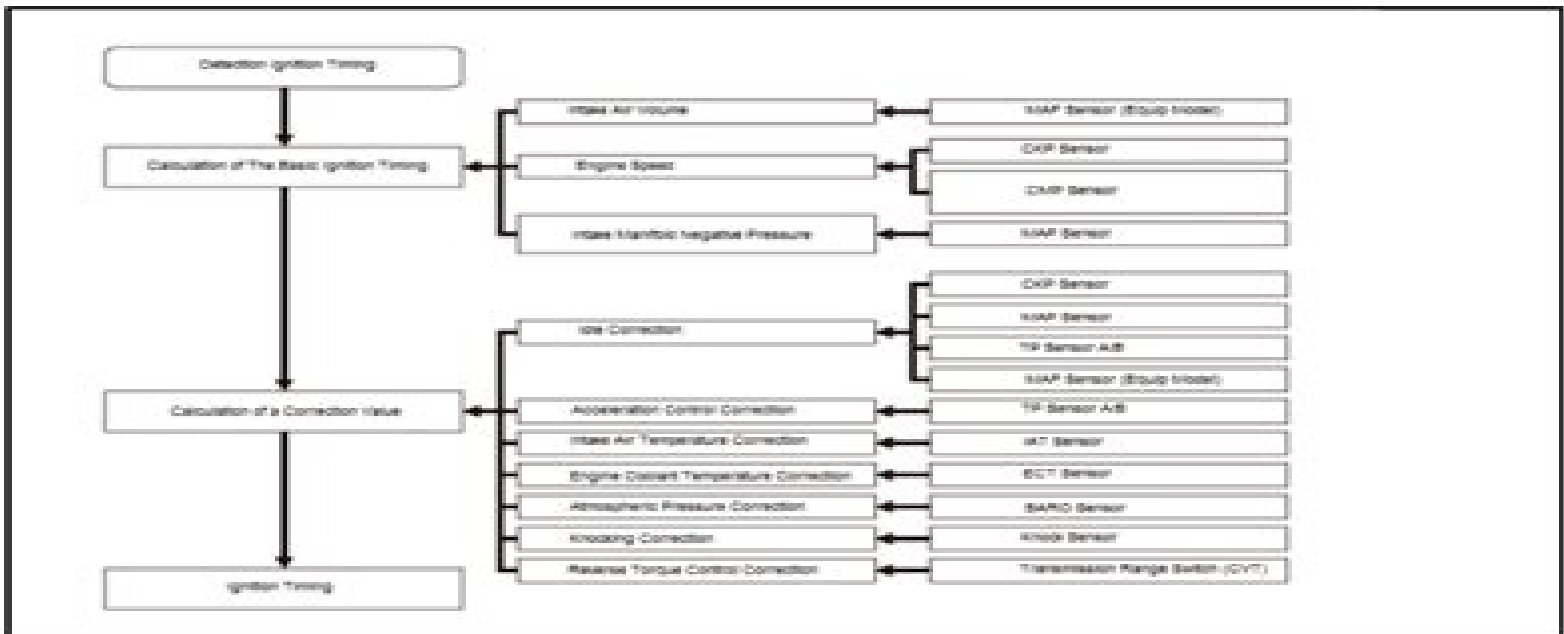 Detection Ignition Timing
Calculation of The Basic Ignition Timing
Intake Air Volume
MAF Sensor (Equip Model)
Engine Speed
CKP Sensor
CMP Sensor
Intake Manifold Negative Pressure
MAP Sensor
Calculation of a Correction Value
Idle Correction
CKP Sensor
MAP Sensor
TP Sensor A/B
Sensor (Equip Model)
Acceleration Control Correction
TP Sensor A/B
Intake Air Temperature Correction
IAT Sensor
Engine Coolant Temperature Correction
ECT Sensor
Atmospheric Pressure Correction
BARO Sensor
Knocking Correction
Knock Sensor
Reverse Torque Control Correction
Transmission Range Switch (CVT)
Ignition Timing